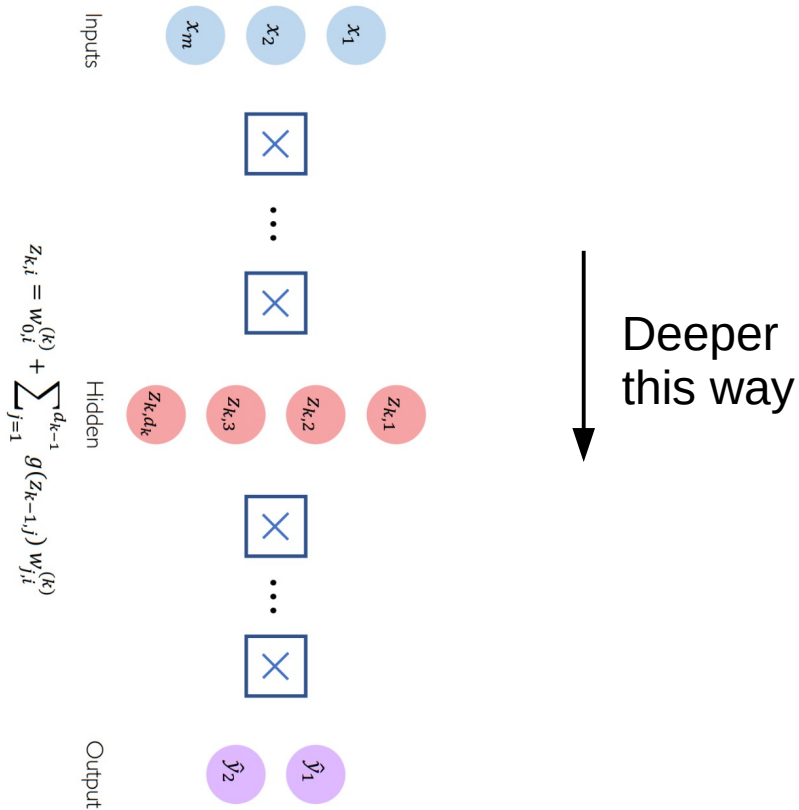 Inputs
x_1
x_2
x_m
×
⋯
×
Hidden
z_{k,1}
z_{k,2}
z_{k,3}
z_{k,d_k}
×
⋯
×
Output
ŷ_1
ŷ_2
z_{k,i} = w_{0,i}^{(k)} + \sum_{j=1}^{d_{k-1}} g(z_{k-1,j}) w_{j,i}^{(k)}
Deeper
this way